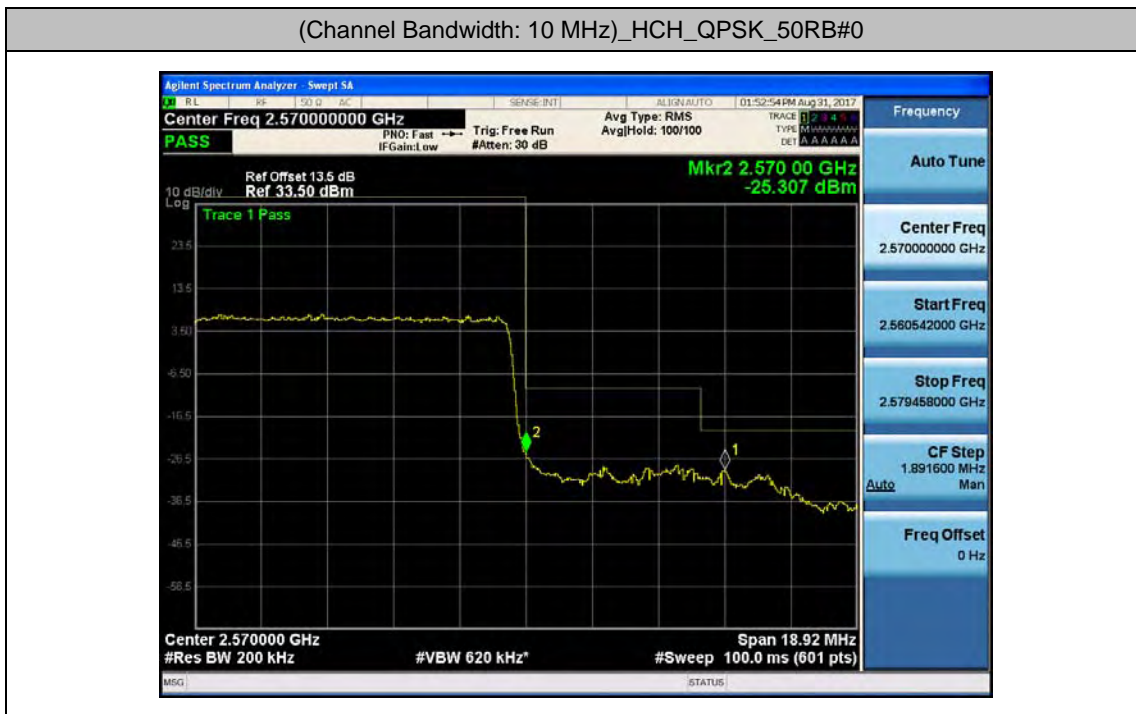 (Channel Bandwidth: 10 MHz)_HCH_QPSK_50RB#0
Agilent Spectrum Analyzer - Swept SA
RL RF 50 Ω AC SENSE:INT ALIGN AUTO 01:52:54 PM Aug 31, 2017
Center Freq 2.570000000 GHz
PASS
PNO: Fast
IFGain:Low
Trig: Free Run
#Atten: 30 dB
Avg Type: RMS
Avg|Hold: 100/100
TRACE 1 2 3 4 5 6
TYPE M
DET A A A A A A
Mkr2 2.570 00 GHz
-25.307 dBm
Ref Offset 13.5 dB
10 dB/div Ref 33.50 dBm
Log
Trace 1 Pass
23.5
13.5
3.50
-6.50
-16.5
-26.5
-36.5
-46.5
-56.5
2
1
Center 2.570000 GHz Span 18.92 MHz
#Res BW 200 kHz #VBW 620 kHz* #Sweep 100.0 ms (601 pts)
MSG STATUS
Frequency
Auto Tune
Center Freq
2.570000000 GHz
Start Freq
2.560542000 GHz
Stop Freq
2.579458000 GHz
CF Step
1.891600 MHz
Auto Man
Freq Offset
0 Hz